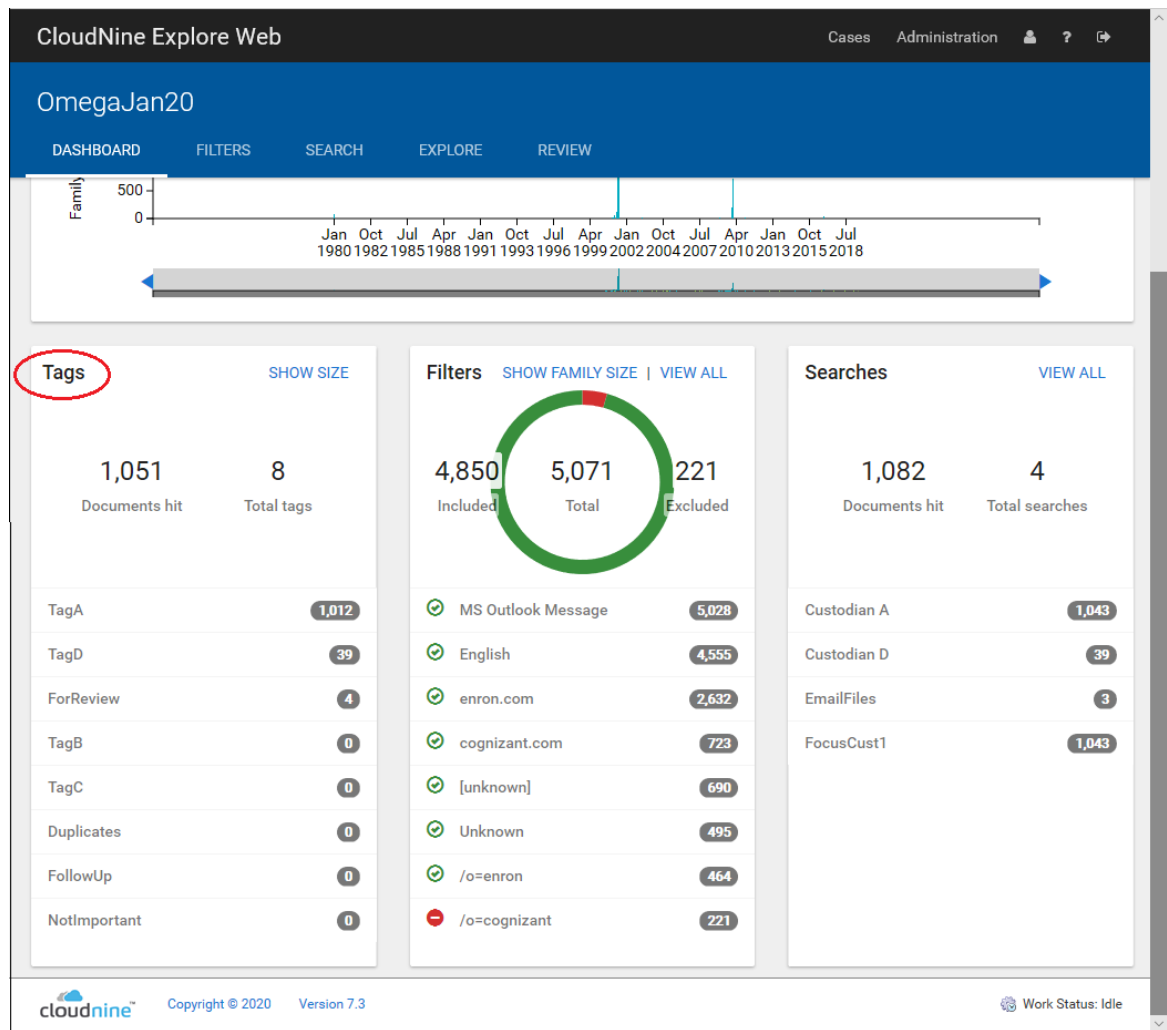 CloudNine Explore Web
Cases Administration ?
OmegaJan20
DASHBOARD FILTERS SEARCH EXPLORE REVIEW
Family
500
0
Jan Oct Jul Apr Jan Oct Jul Apr Jan Oct Jul Apr Jan Oct Jul
1980 1982 1985 1988 1991 1993 1996 1999 2002 2004 2007 2010 2013 2015 2018
Tags SHOW SIZE
1,051 8
Documents hit Total tags
TagA 1,012
TagD 39
ForReview 4
TagB 0
TagC 0
Duplicates 0
FollowUp 0
NotImportant 0
Filters SHOW FAMILY SIZE | VIEW ALL
4,850 5,071 221
Included Total Excluded
MS Outlook Message 5,028
English 4,555
enron.com 2,632
cognizant.com 723
[unknown] 690
Unknown 495
/o=enron 464
/o=cognizant 221
Searches VIEW ALL
1,082 4
Documents hit Total searches
Custodian A 1,043
Custodian D 39
EmailFiles 3
FocusCust1 1,043
cloudnine™ Copyright © 2020 Version 7.3 Work Status: Idle